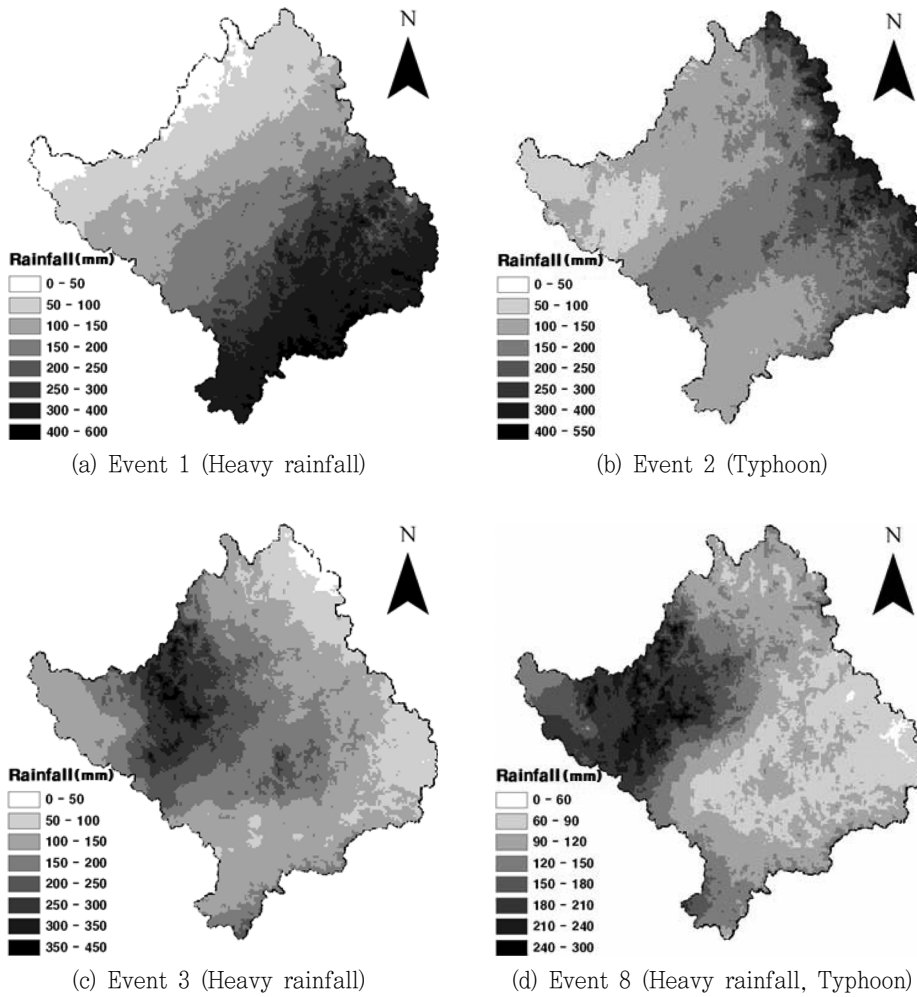 N
Rainfall(mm)
0 - 50
50 - 100
100 - 150
150 - 200
200 - 250
250 - 300
300 - 400
400 - 600
(a) Event 1 (Heavy rainfall)
N
Rainfall(mm)
0 - 50
50 - 100
100 - 150
150 - 200
200 - 250
250 - 300
300 - 400
400 - 550
(b) Event 2 (Typhoon)
N
Rainfall(mm)
0 - 50
50 - 100
100 - 150
150 - 200
200 - 250
250 - 300
300 - 350
350 - 450
(c) Event 3 (Heavy rainfall)
N
Rainfall(mm)
0 - 60
60 - 90
90 - 120
120 - 150
150 - 180
180 - 210
210 - 240
240 - 300
(d) Event 8 (Heavy rainfall, Typhoon)